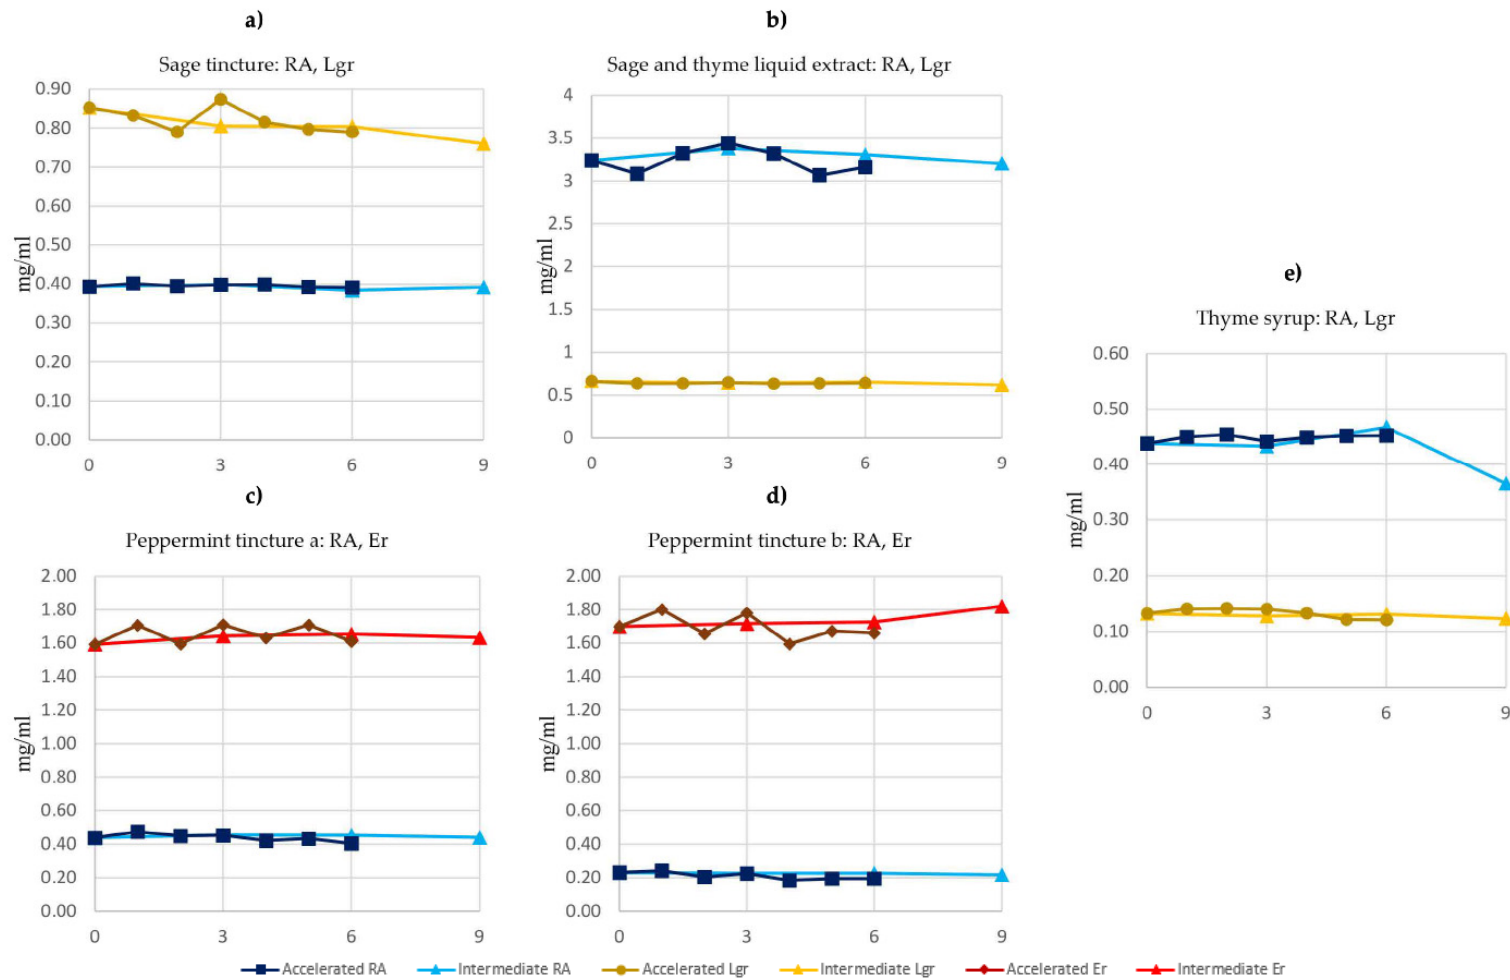 a)
Sage tincture: RA, Lgr
0.90
0.80
0.70
0.60
0.50
0.40
0.30
0.20
0.10
0.00
mg/ml
0 3 6 9
b)
Sage and thyme liquid extract: RA, Lgr
4
3.5
3
2.5
2
1.5
1
0.5
0
mg/ml
0 3 6 9
c)
Peppermint tincture a: RA, Er
2.00
1.80
1.60
1.40
1.20
1.00
0.80
0.60
0.40
0.20
0.00
mg/ml
0 3 6 9
d)
Peppermint tincture b: RA, Er
2.00
1.80
1.60
1.40
1.20
1.00
0.80
0.60
0.40
0.20
0.00
mg/ml
0 3 6 9
e)
Thyme syrup: RA, Lgr
0.60
0.50
0.40
0.30
0.20
0.10
0.00
mg/ml
0 3 6 9
Accelerated RA Intermediate RA Accelerated Lgr Intermediate Lgr Accelerated Er Intermediate Er